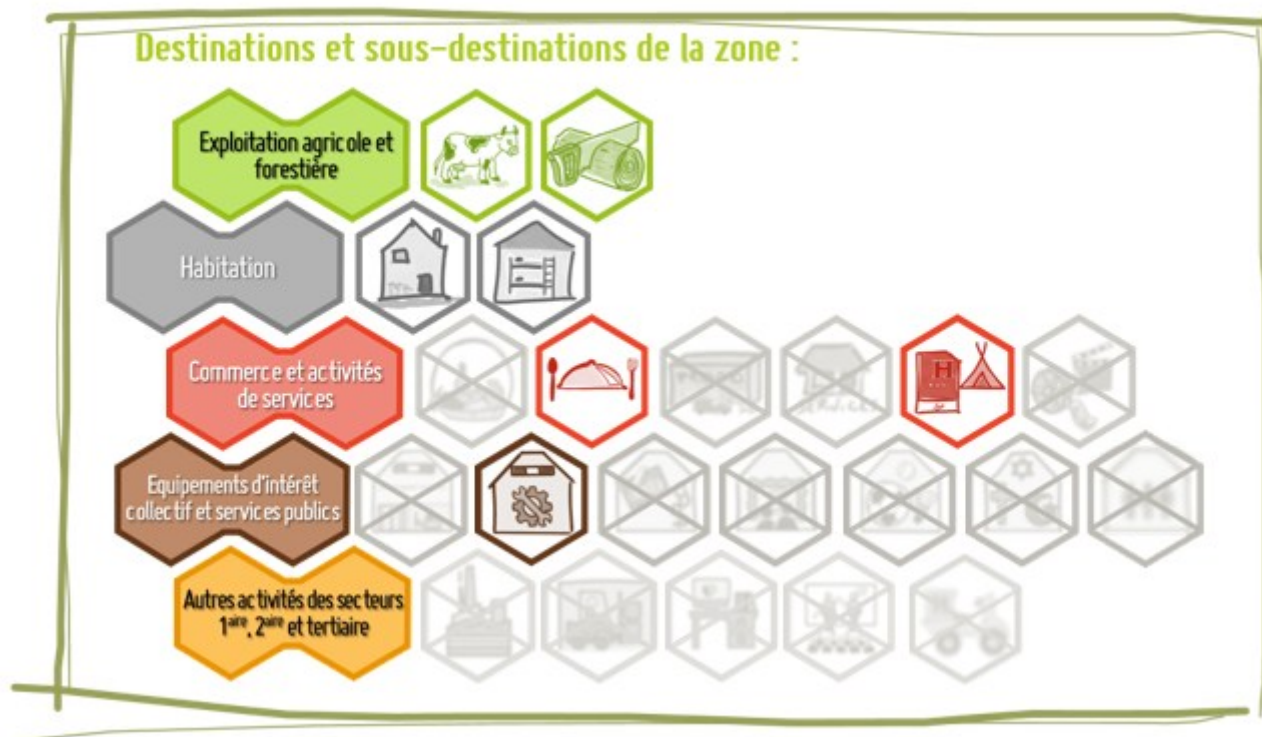 Destinations et sous-destinations de la zone :
Exploitation agricole et
forestière
Habitation
Commerce et activités
de services
H
Equipements d'intérêt
collectif et services publics
Autres activités des secteurs
1aire, 2aire et tertiaire